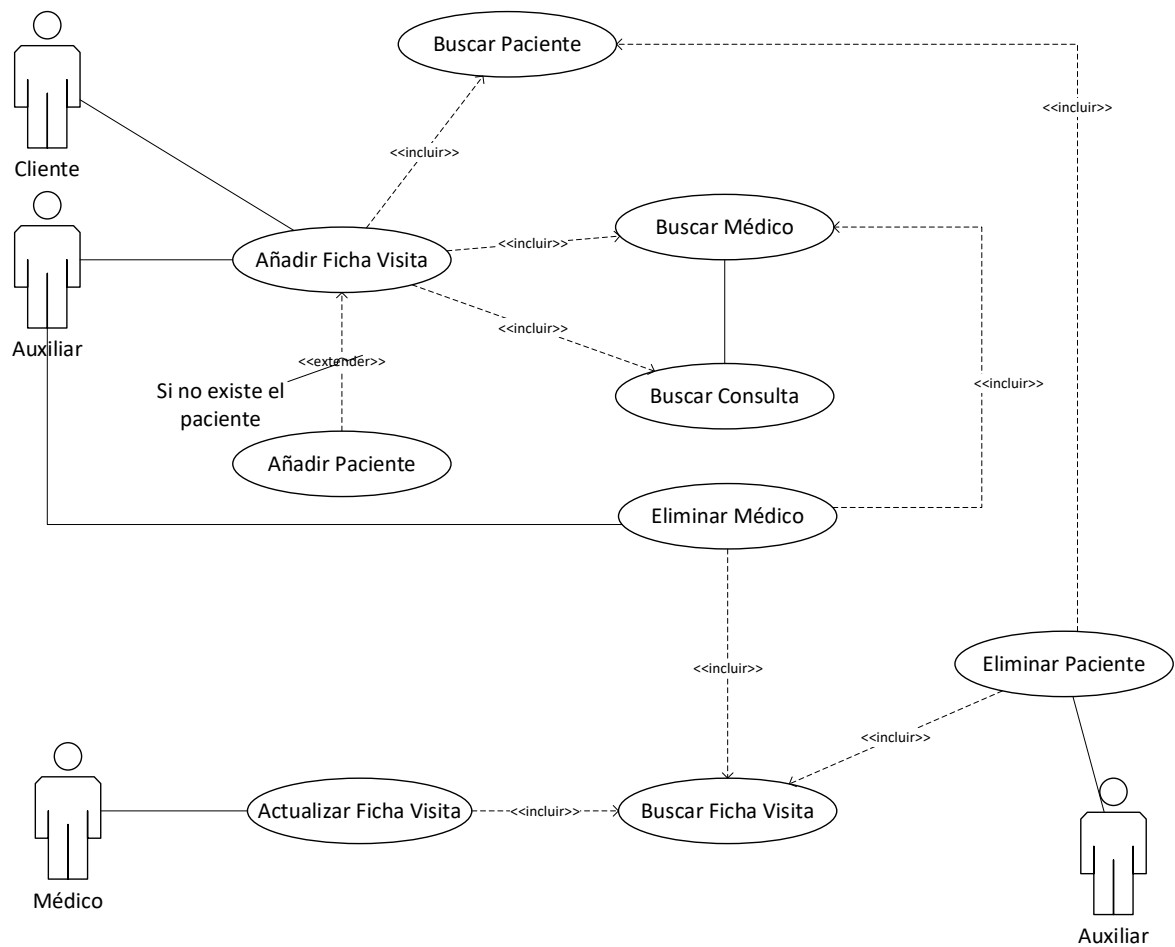 Buscar Paciente
<<incluir>>
<<incluir>>
Cliente
Buscar Médico
<<incluir>>
Añadir Ficha Visita
Auxiliar
<<incluir>>
<<extender>>
Si no existe el
paciente
<<incluir>>
Buscar Consulta
Añadir Paciente
Eliminar Médico
<<incluir>>
Eliminar Paciente
<<incluir>>
Actualizar Ficha Visita
<<incluir>>
Buscar Ficha Visita
Médico
Auxiliar